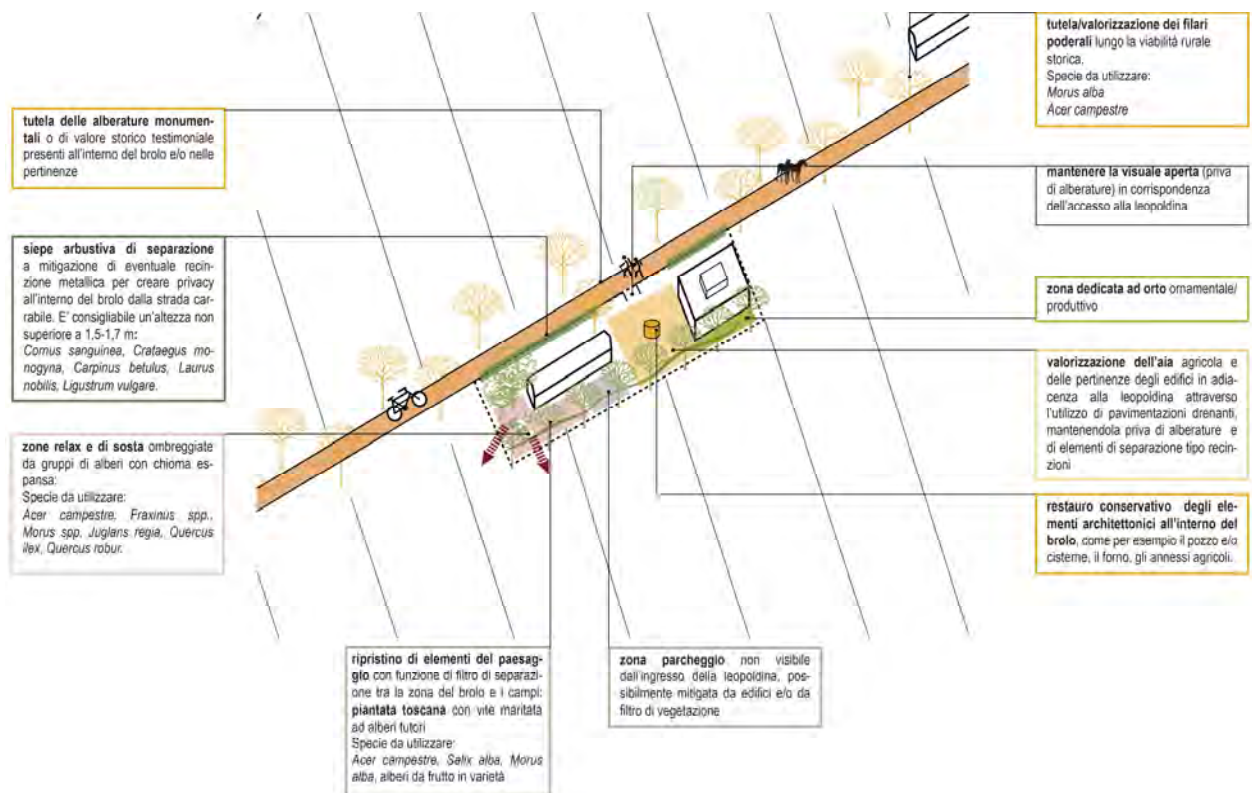 tutela delle alberature monumen-
tali o di valore storico testimoniale
presenti all'interno del brolo e/o nelle
pertinenze
siepe arbustiva di separazione
a mitigazione di eventuale recin-
zione metallica per creare privacy
all'interno del brolo dalla strada car-
rabile. E' consigliabile un'altezza non
superiore a 1,5-1,7 m:
Cornus sanguinea, Crataegus mo-
nogyna, Carpinus betulus, Laurus
nobilis, Ligustrum vulgare.
zone relax e di sosta ombreggiate
da gruppi di alberi con chioma es-
pansa:
Specie da utilizzare:
Acer campestre, Fraxinus spp.,
Morus spp, Juglans regia, Quercus
ilex, Quercus robur.
ripristino di elementi del paesag-
gio con funzione di filtro di separazi-
one tra la zona del brolo e i campi:
piantata toscana con vite maritata
ad alberi tutori
Specie da utilizzare:
Acer campestre, Salix alba, Morus
alba, alberi da frutto in varietà
zona parcheggio non visibile
dall'ingresso della leopoldina, pos-
sibilmente mitigata da edifici e/o da
filtro di vegetazione
tutela/valorizzazione dei filari
poderali lungo la viabilità rurale
storica.
Specie da utilizzare:
Morus alba
Acer campestre
mantenere la visuale aperta (priva
di alberature) in corrispondenza
dell'accesso alla leopoldina
zona dedicata ad orto ornamentale/
produttivo
valorizzazione dell'aia agricola e
delle pertinenze degli edifici in adia-
cenza alla leopoldina attraverso
l'utilizzo di pavimentazioni drenanti,
mantenendola priva di alberature e
di elementi di separazione tipo recin-
zioni
restauro conservativo degli ele-
menti architettonici all'interno del
brolo, come per esempio il pozzo e/o
cisterne, il forno, gli annessi agricoli.